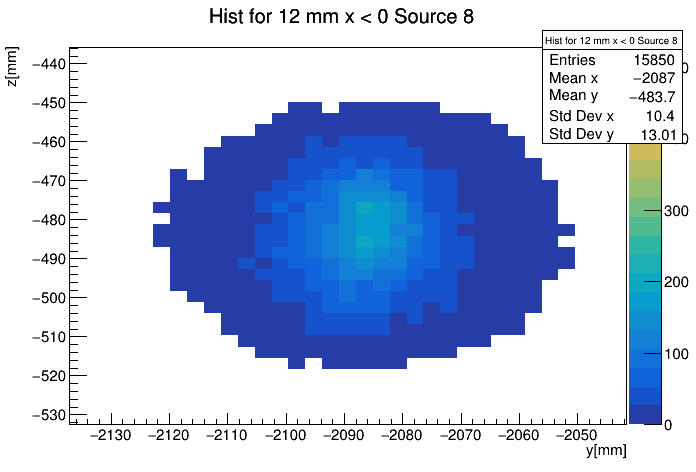 Hist for 12 mm x < 0 Source 8
z[mm]
Hist for 12 mm x < 0 Source 8
Entries 15850
Mean x −2087
Mean y −483.7
Std Dev x 10.4
Std Dev y 13.01
−440
−450
−460
−470
−480
−490
−500
−510
−520
−530
0
0
300
200
100
0
−2130 −2120 −2110 −2100 −2090 −2080 −2070 −2060 −2050
y[mm]